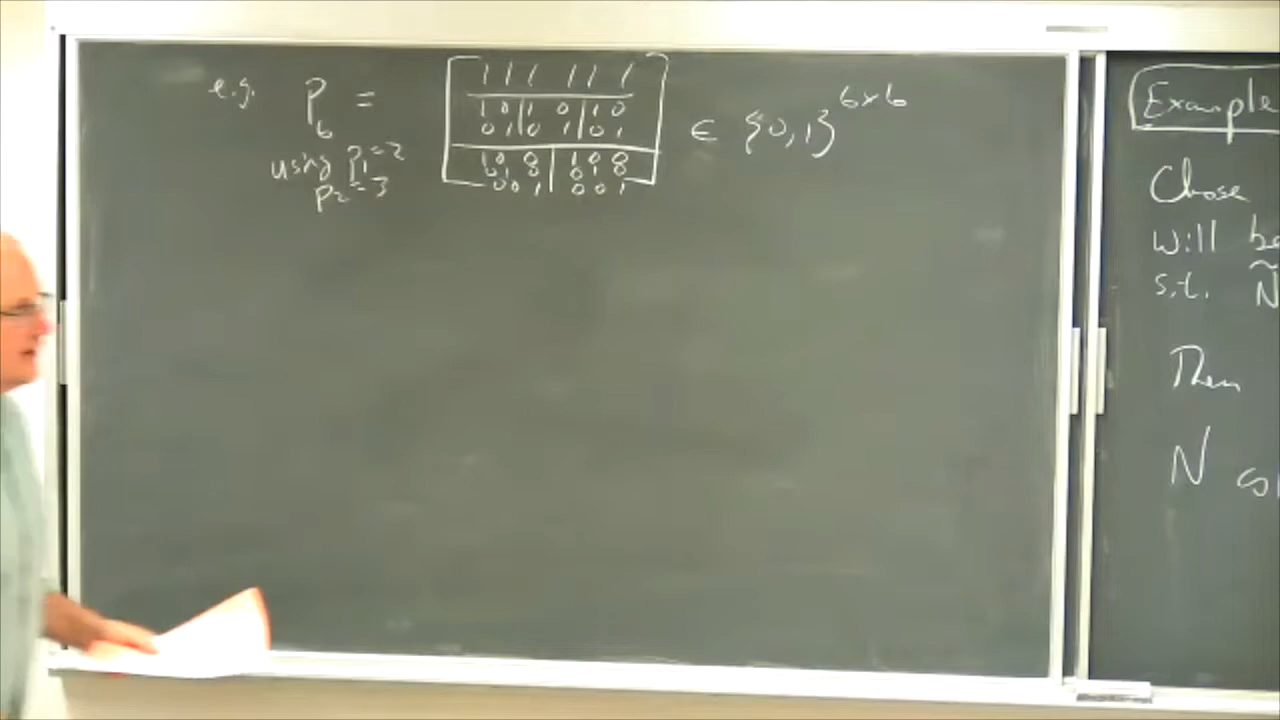 e.g. P₆ = [ 1 1 1 1 1 1
1 0 | 1 0 | 1 0
0 1 | 0 1 | 0 1
1 0 0 | 1 0 0
0 1 0 | 0 1 0
0 0 1 | 0 0 1 ] ∈ {0,1}^{6×6}
using p₁=2
p₂=3
Example
Chose
will be
s.t. Ñ
Then
N